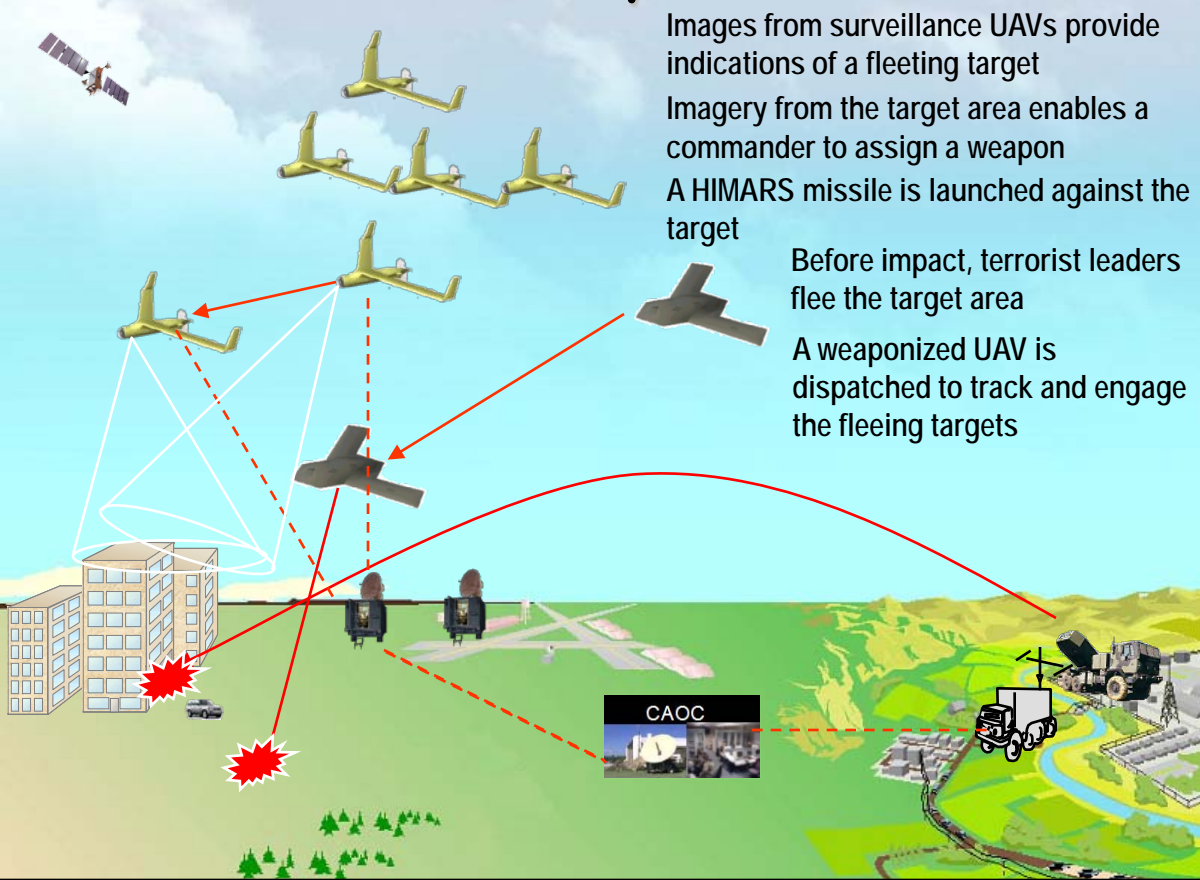 Images from surveillance UAVs provide
indications of a fleeting target
Imagery from the target area enables a
commander to assign a weapon
A HIMARS missile is launched against the
target
Before impact, terrorist leaders
flee the target area
A weaponized UAV is
dispatched to track and engage
the fleeing targets
CAOC